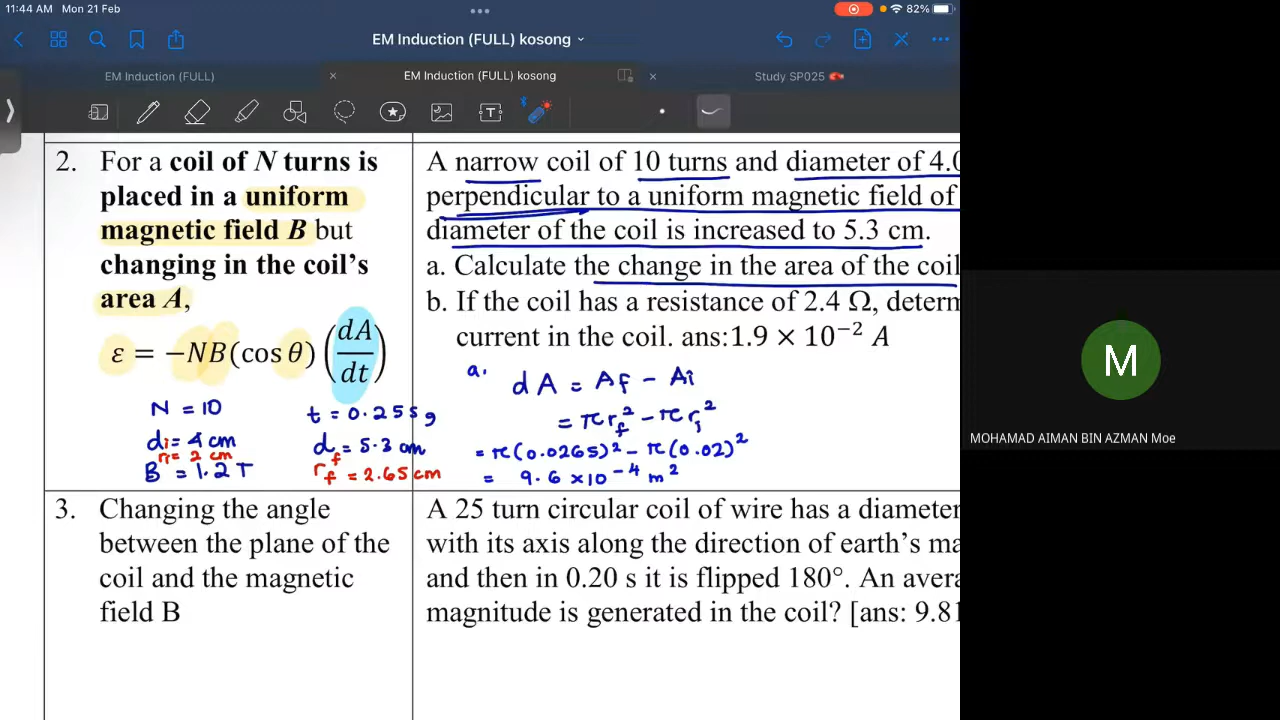 11:44 AM Mon 21 Feb
82%
EM Induction (FULL) kosong
EM Induction (FULL)
EM Induction (FULL) kosong
Study SP025
2. For a coil of N turns is
placed in a uniform
magnetic field B but
changing in the coil's
area A,
ε = −NB(cos θ) (dA/dt)
N = 10
di = 4 cm
ri = 2 cm
B = 1.2 T
t = 0.255 s
df = 5.3 cm
rf = 2.65 cm
A narrow coil of 10 turns and diameter of 4.0
perpendicular to a uniform magnetic field of
diameter of the coil is increased to 5.3 cm.
a. Calculate the change in the area of the coil
b. If the coil has a resistance of 2.4 Ω, determ
current in the coil. ans:1.9 × 10⁻² A
a. dA = Af − Ai
= πrf² − πri²
= π(0.0265)² − π(0.02)²
= 9.6 × 10⁻⁴ m²
3. Changing the angle
between the plane of the
coil and the magnetic
field B
A 25 turn circular coil of wire has a diameter
with its axis along the direction of earth's ma
and then in 0.20 s it is flipped 180°. An avera
magnitude is generated in the coil? [ans: 9.81
M
MOHAMAD AIMAN BIN AZMAN Moe